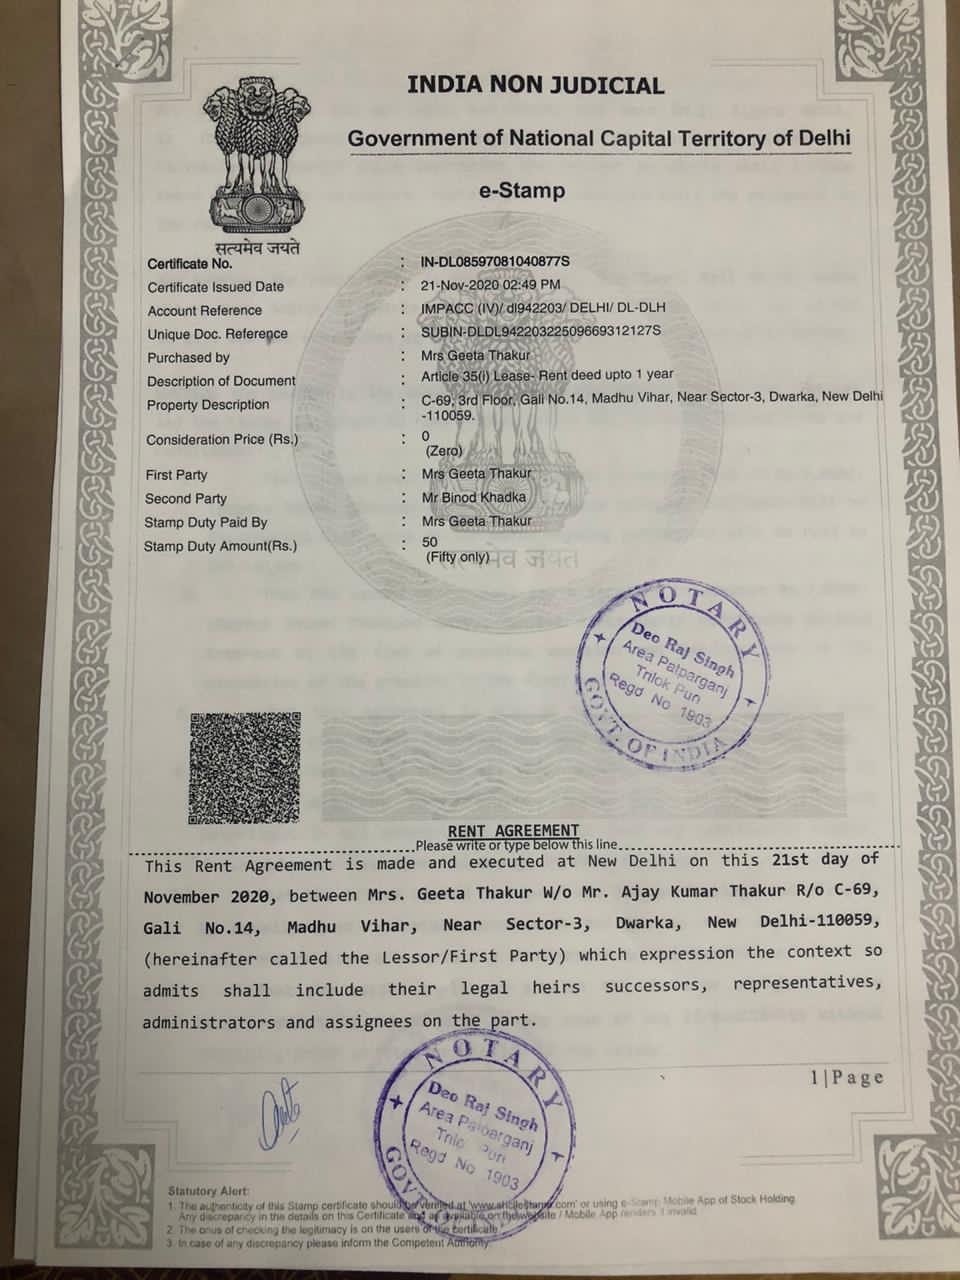 INDIA NON JUDICIAL
Government of National Capital Territory of Delhi
e-Stamp
सत्यमेव जयते
Certificate No. : IN-DL08597081040877S
Certificate Issued Date : 21-Nov-2020 02:49 PM
Account Reference : IMPACC (IV)/ dl942203/ DELHI/ DL-DLH
Unique Doc. Reference : SUBIN-DLDL94220322509669312127S
Purchased by : Mrs Geeta Thakur
Description of Document : Article 35(i) Lease- Rent deed upto 1 year
Property Description : C-69, 3rd Floor, Gali No.14, Madhu Vihar, Near Sector-3, Dwarka, New Delhi
-110059.
Consideration Price (Rs.) : 0
(Zero)
First Party : Mrs Geeta Thakur
Second Party : Mr Binod Khadka
Stamp Duty Paid By : Mrs Geeta Thakur
Stamp Duty Amount(Rs.) : 50
(Fifty only)
सत्यमेव जयते
NOTARY
Deo Raj Singh
Area Patparganj
Trilok Puri
Regd No 1903
GOVT. OF INDIA
RENT AGREEMENT
Please write or type below this line
This Rent Agreement is made and executed at New Delhi on this 21st day of
November 2020, between Mrs. Geeta Thakur W/o Mr. Ajay Kumar Thakur R/o C-69,
Gali No.14, Madhu Vihar, Near Sector-3, Dwarka, New Delhi-110059,
(hereinafter called the Lessor/First Party) which expression the context so
admits shall include their legal heirs successors, representatives,
administrators and assignees on the part.
1|Page
NOTARY
Deo Raj Singh
Area Patparganj
Trilok Puri
Regd No 1903
Statutory Alert:
1. The authenticity of this Stamp certificate should be verified at 'www.shcilestamp.com' or using e-Stamp Mobile App of Stock Holding.
Any discrepancy in the details on this Certificate and as available on the website / Mobile App renders it invalid.
2. The onus of checking the legitimacy is on the users of the certificate.
3. In case of any discrepancy please inform the Competent Authority.